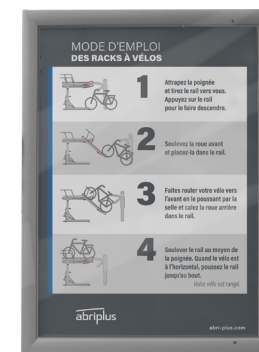 MODE D'EMPLOI
DES RACKS À VÉLOS
1
Attrapez la poignée
et tirez le rail vers vous.
Appuyez sur le rail
pour le faire descendre.
2
Soulevez la roue avant
et placez-la dans le rail.
3
Faites rouler votre vélo vers
l'avant en le poussant par la
selle et calez la roue arrière
dans le rail.
4
Soulever le rail au moyen de
la poignée. Quand le vélo est
à l'horizontal, poussez le rail
jusqu'au bout.
Votre vélo est rangé.
abriplus
abri-plus.com